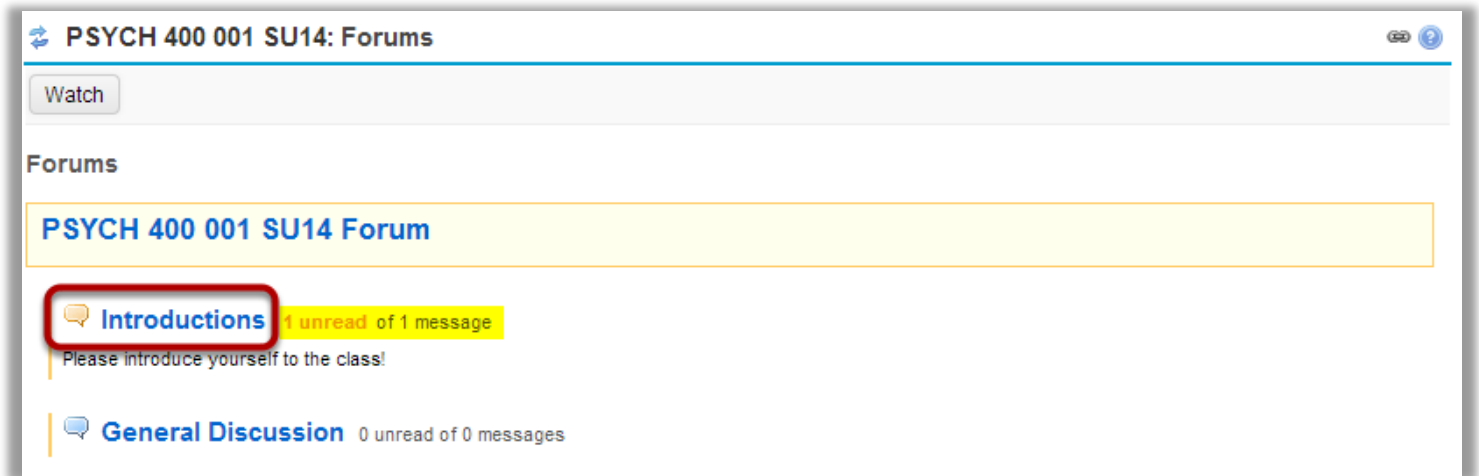 PSYCH 400 001 SU14: Forums
Watch
Forums
PSYCH 400 001 SU14 Forum
Introductions 1 unread of 1 message
Please introduce yourself to the class!
General Discussion 0 unread of 0 messages